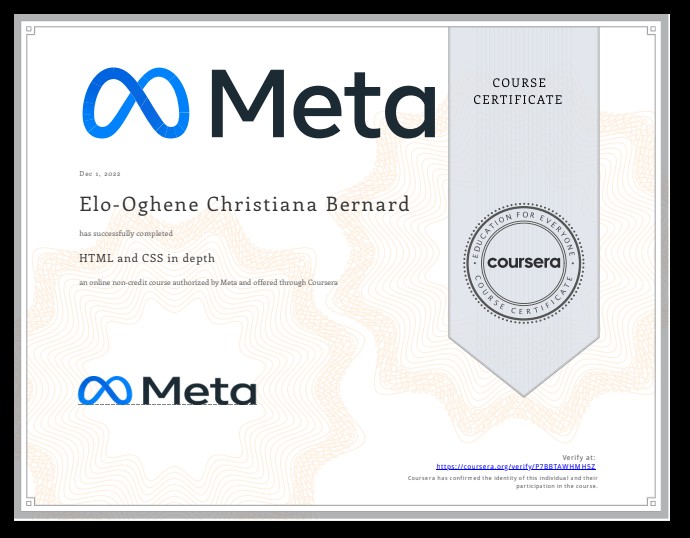 Meta
COURSE
CERTIFICATE
Dec 1, 2022
Elo-Oghene Christiana Bernard
has successfully completed
HTML and CSS in depth
an online non-credit course authorized by Meta and offered through Coursera
EDUCATION FOR EVERYONE
coursera
COURSE CERTIFICATE
Meta
Verify at:
https://coursera.org/verify/P7BBTAWHMH5Z
Coursera has confirmed the identity of this individual and their
participation in the course.